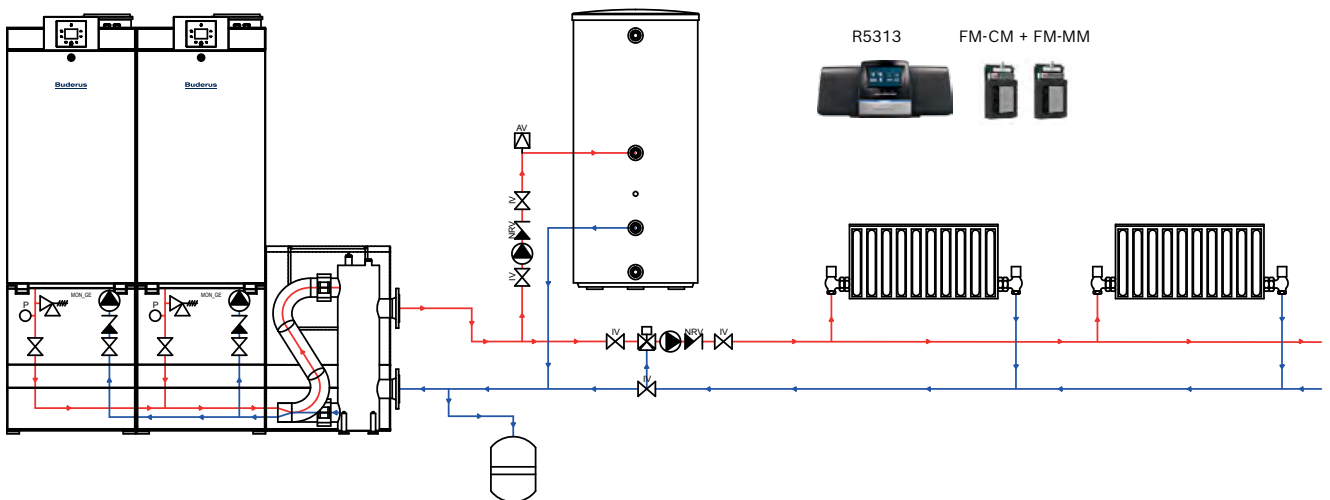 Buderus
Buderus
R5313
FM-CM + FM-MM
AV
IV
NRV
IV
IV
NRV
IV
IV
P
MON_GE
P
MON_GE